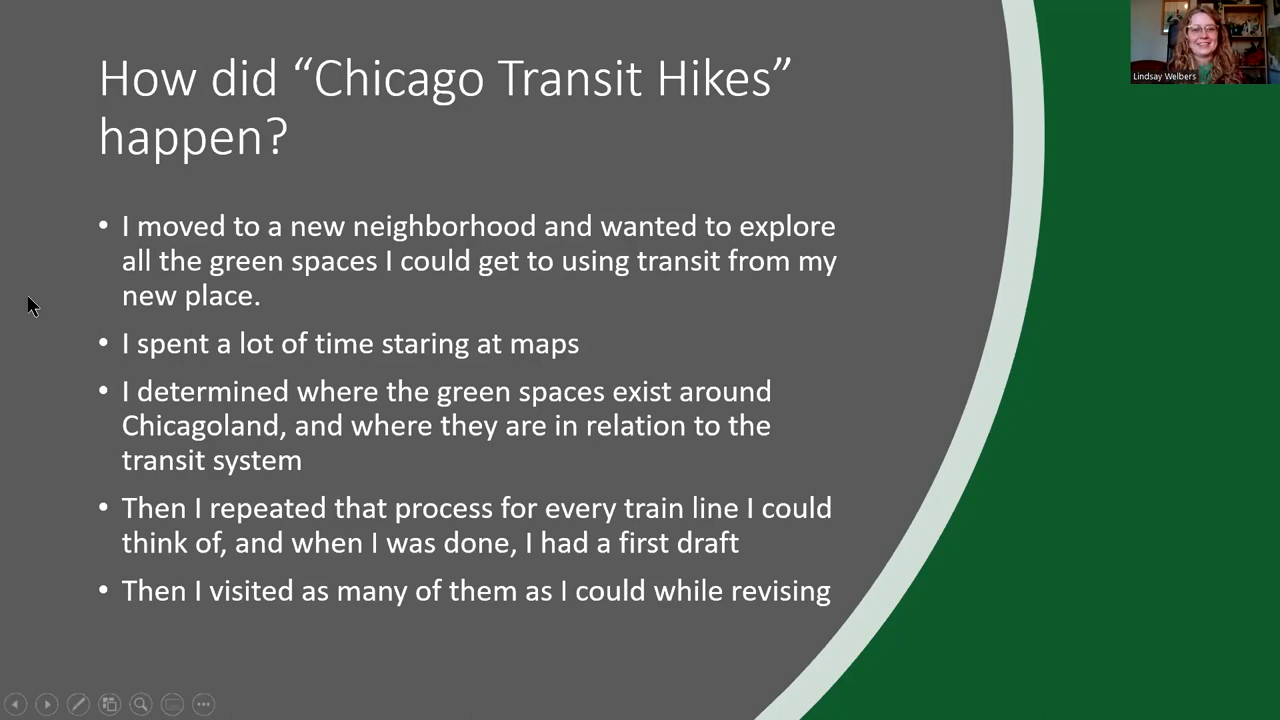 Lindsay Welbers
How did “Chicago Transit Hikes”
happen?
• I moved to a new neighborhood and wanted to explore
all the green spaces I could get to using transit from my
new place.
• I spent a lot of time staring at maps
• I determined where the green spaces exist around
Chicagoland, and where they are in relation to the
transit system
• Then I repeated that process for every train line I could
think of, and when I was done, I had a first draft
• Then I visited as many of them as I could while revising